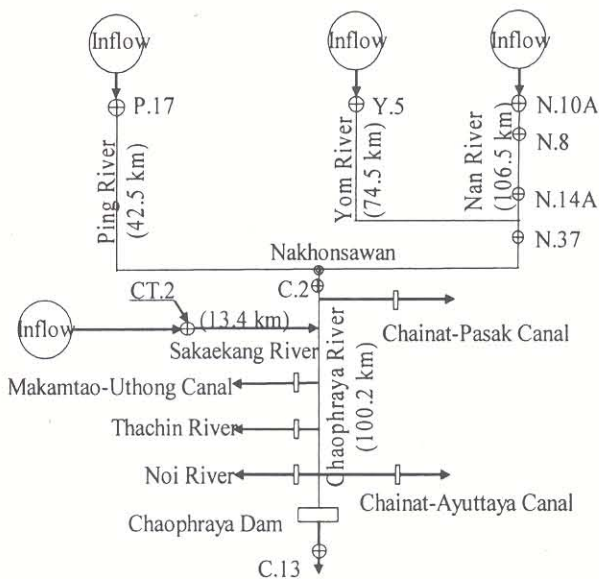 Inflow
Inflow
Inflow
P.17
Y.5
N.10A
N.8
N.14A
N.37
Ping River
(42.5 km)
Yom River
(74.5 km)
Nan River
(106.5 km)
Nakhonsawan
C.2
CT.2
(13.4 km)
Inflow
Sakaekang River
Chainat-Pasak Canal
Makamtao-Uthong Canal
Chaophraya River
(100.2 km)
Thachin River
Noi River
Chainat-Ayuttaya Canal
Chaophraya Dam
C.13